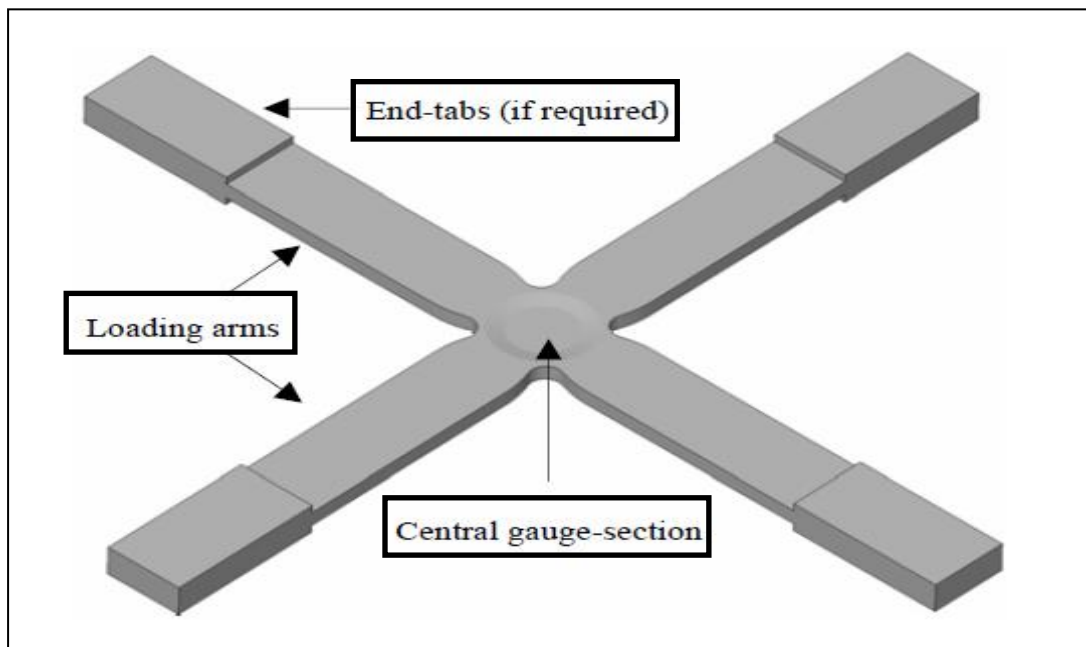 End-tabs (if required)
Loading arms
Central gauge-section